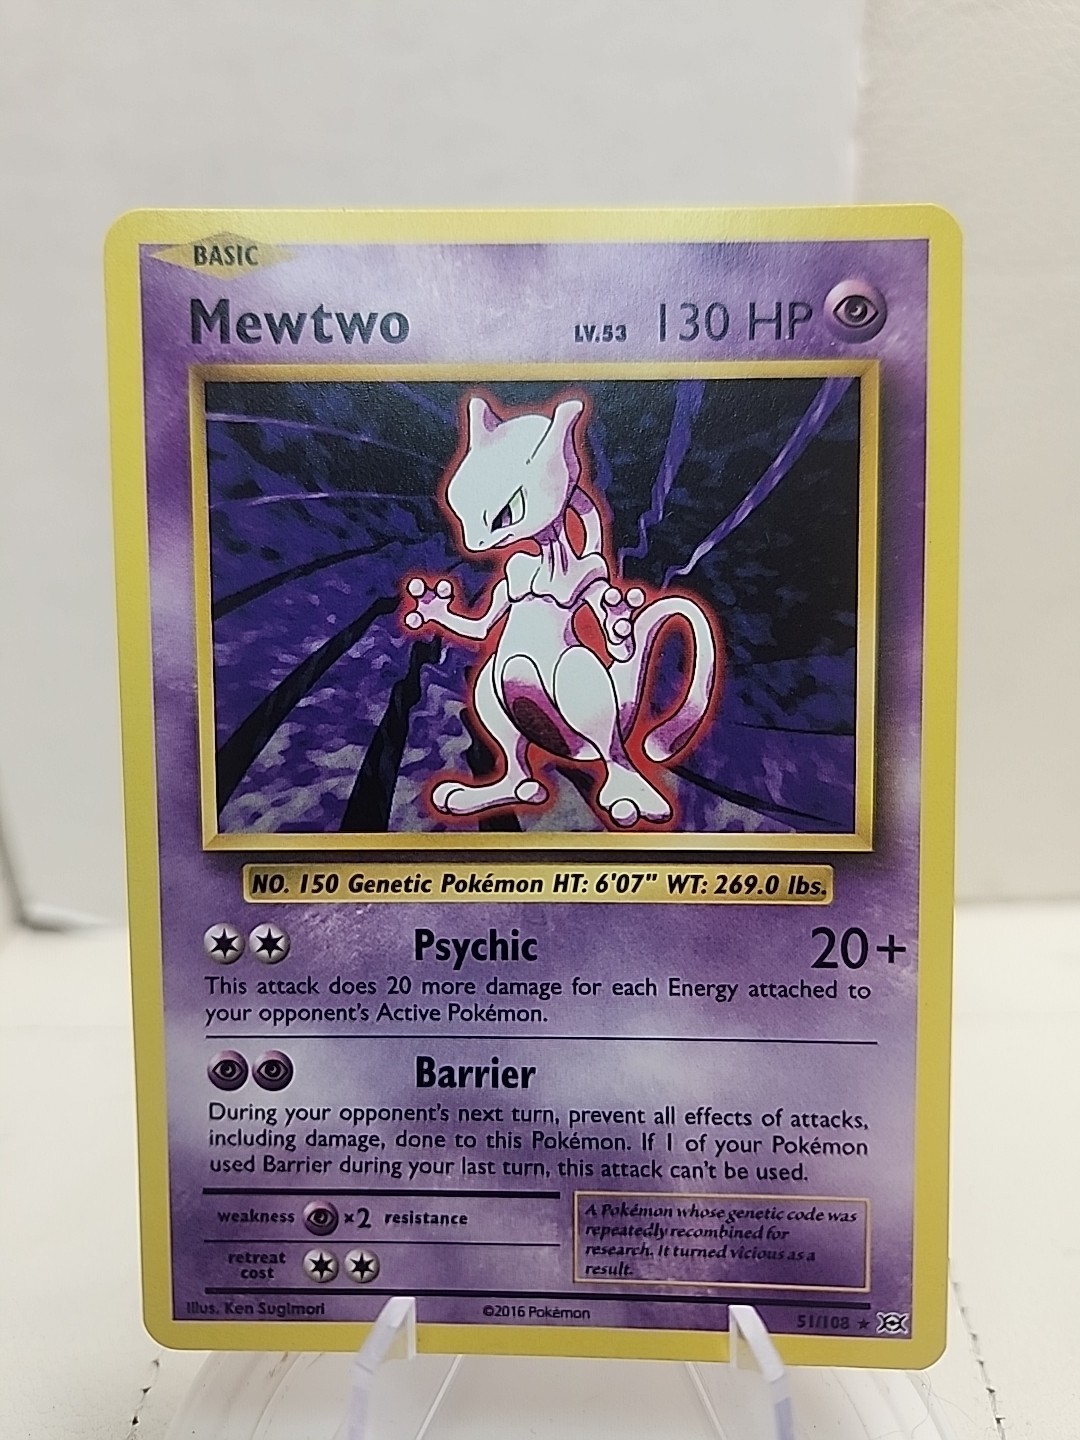 BASIC
Mewtwo LV.53 130 HP
NO. 150 Genetic Pokémon HT: 6'07" WT: 269.0 lbs.
Psychic 20+
This attack does 20 more damage for each Energy attached to
your opponent's Active Pokémon.
Barrier
During your opponent's next turn, prevent all effects of attacks,
including damage, done to this Pokémon. If 1 of your Pokémon
used Barrier during your last turn, this attack can't be used.
weakness ×2 resistance
retreat
cost
A Pokémon whose genetic code was
repeatedly recombined for
research. It turned vicious as a
result.
Illus. Ken Sugimori ©2016 Pokémon 51/108 ★